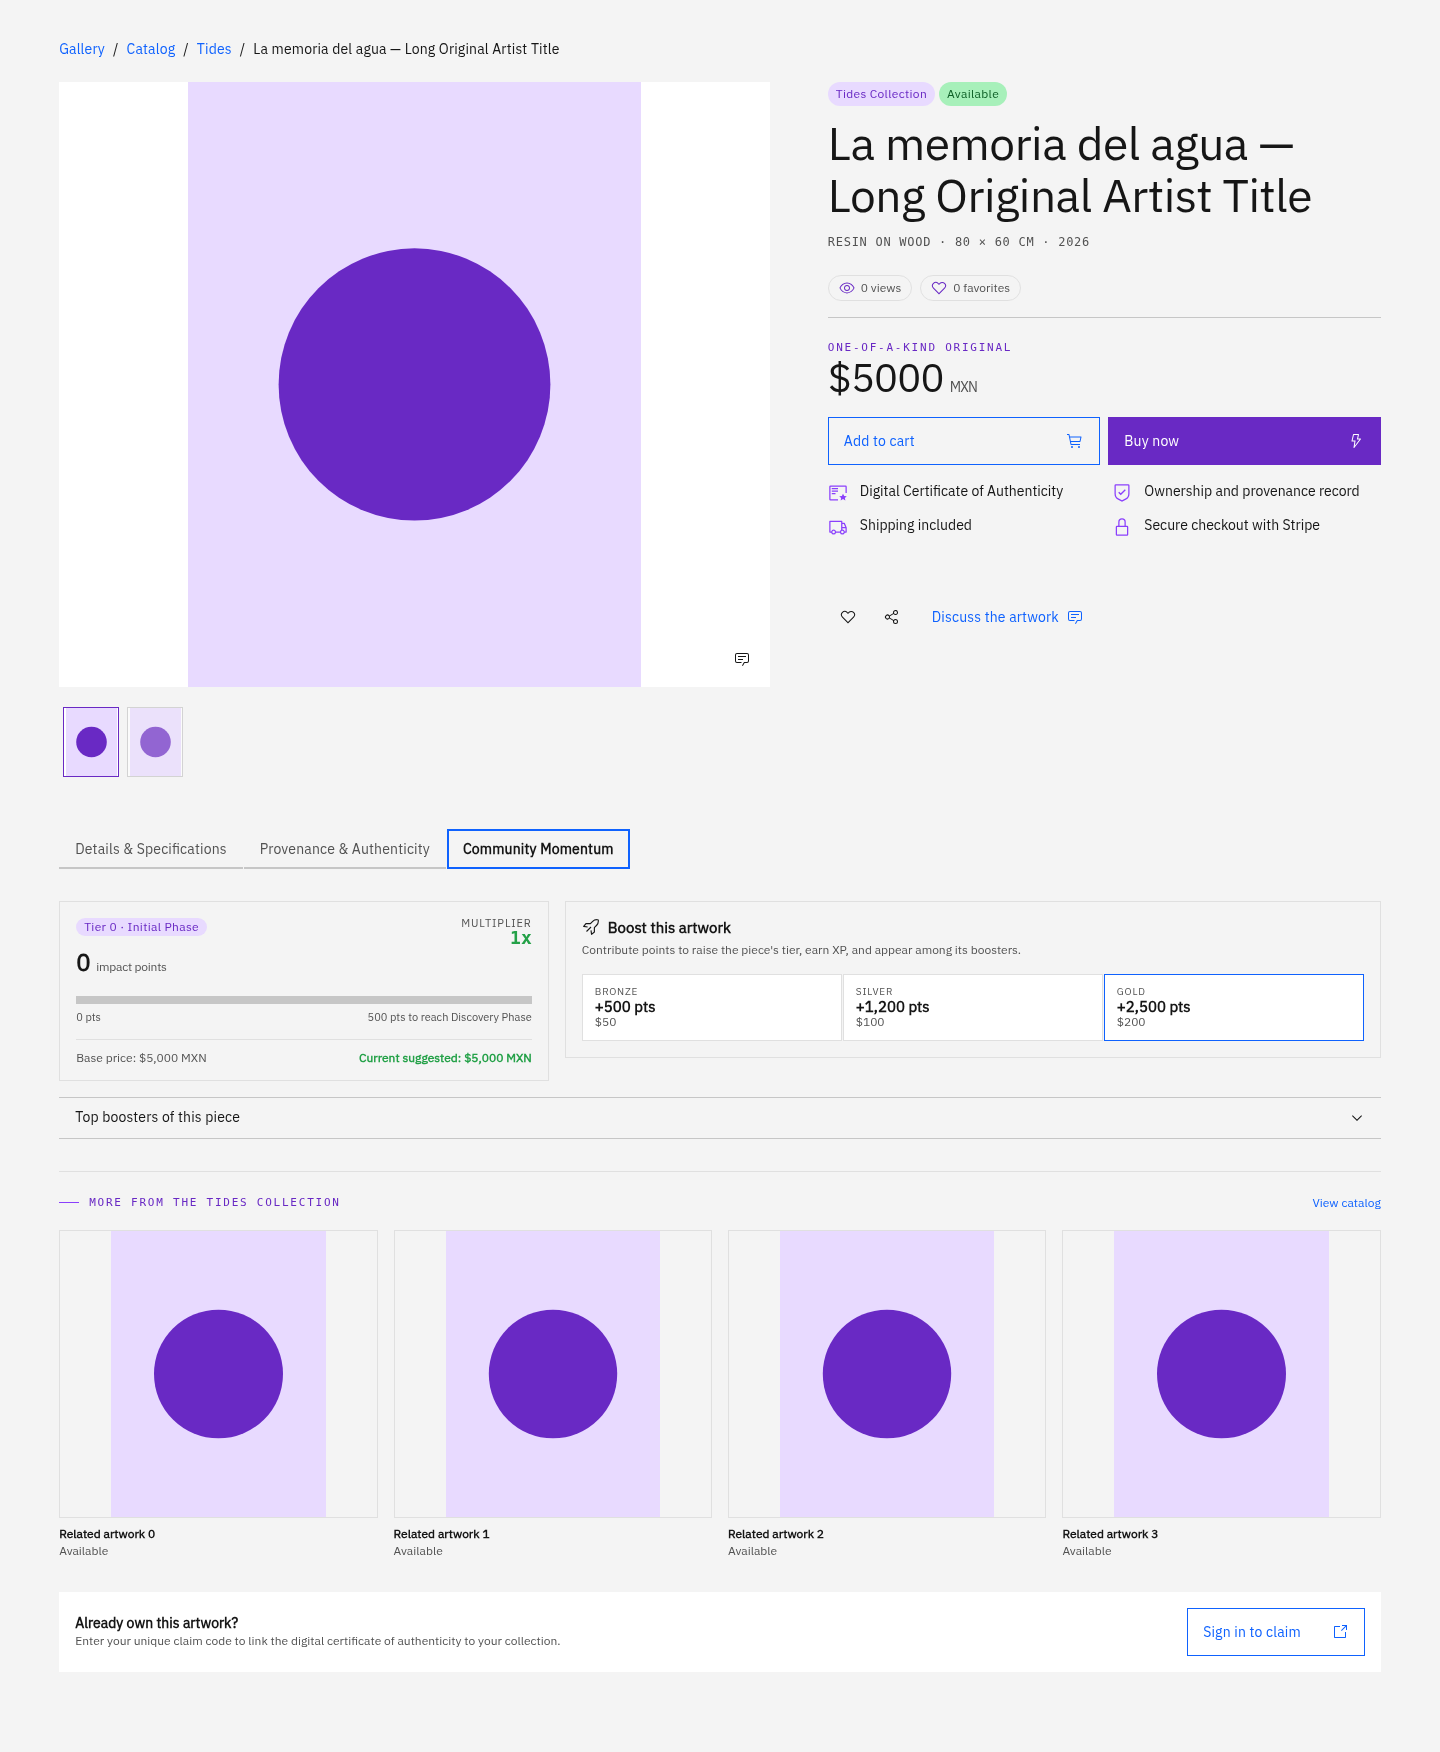 Gallery / Catalog / Tides / La memoria del agua — Long Original Artist Title
Tides Collection Available
La memoria del agua —
Long Original Artist Title
RESIN ON WOOD · 80 × 60 CM · 2026
0 views 0 favorites
ONE-OF-A-KIND ORIGINAL
$5000 MXN
Add to cart Buy now
Digital Certificate of Authenticity Ownership and provenance record
Shipping included Secure checkout with Stripe
Discuss the artwork
Details & Specifications Provenance & Authenticity Community Momentum
Tier 0 · Initial Phase MULTIPLIER
1x
0 impact points
0 pts 500 pts to reach Discovery Phase
Base price: $5,000 MXN Current suggested: $5,000 MXN
Boost this artwork
Contribute points to raise the piece's tier, earn XP, and appear among its boosters.
BRONZE SILVER GOLD
+500 pts +1,200 pts +2,500 pts
$50 $100 $200
Top boosters of this piece
MORE FROM THE TIDES COLLECTION View catalog
Related artwork 0 Related artwork 1 Related artwork 2 Related artwork 3
Available Available Available Available
Already own this artwork?
Enter your unique claim code to link the digital certificate of authenticity to your collection.
Sign in to claim